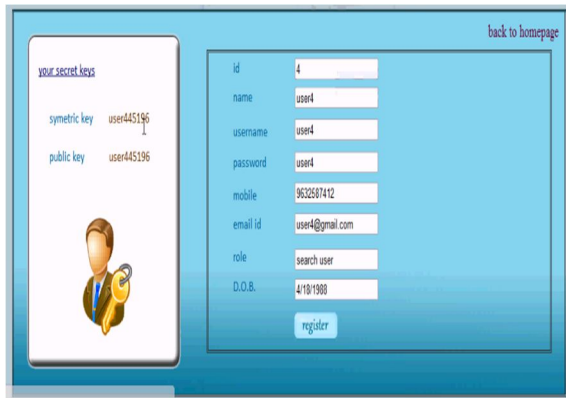 back to homepage
your secret keys
symetric key user445196
public key user445196
id 4
name user4
username user4
password user4
mobile 9632587412
email id user4@gmail.com
role search user
D.O.B. 4/18/1988
register